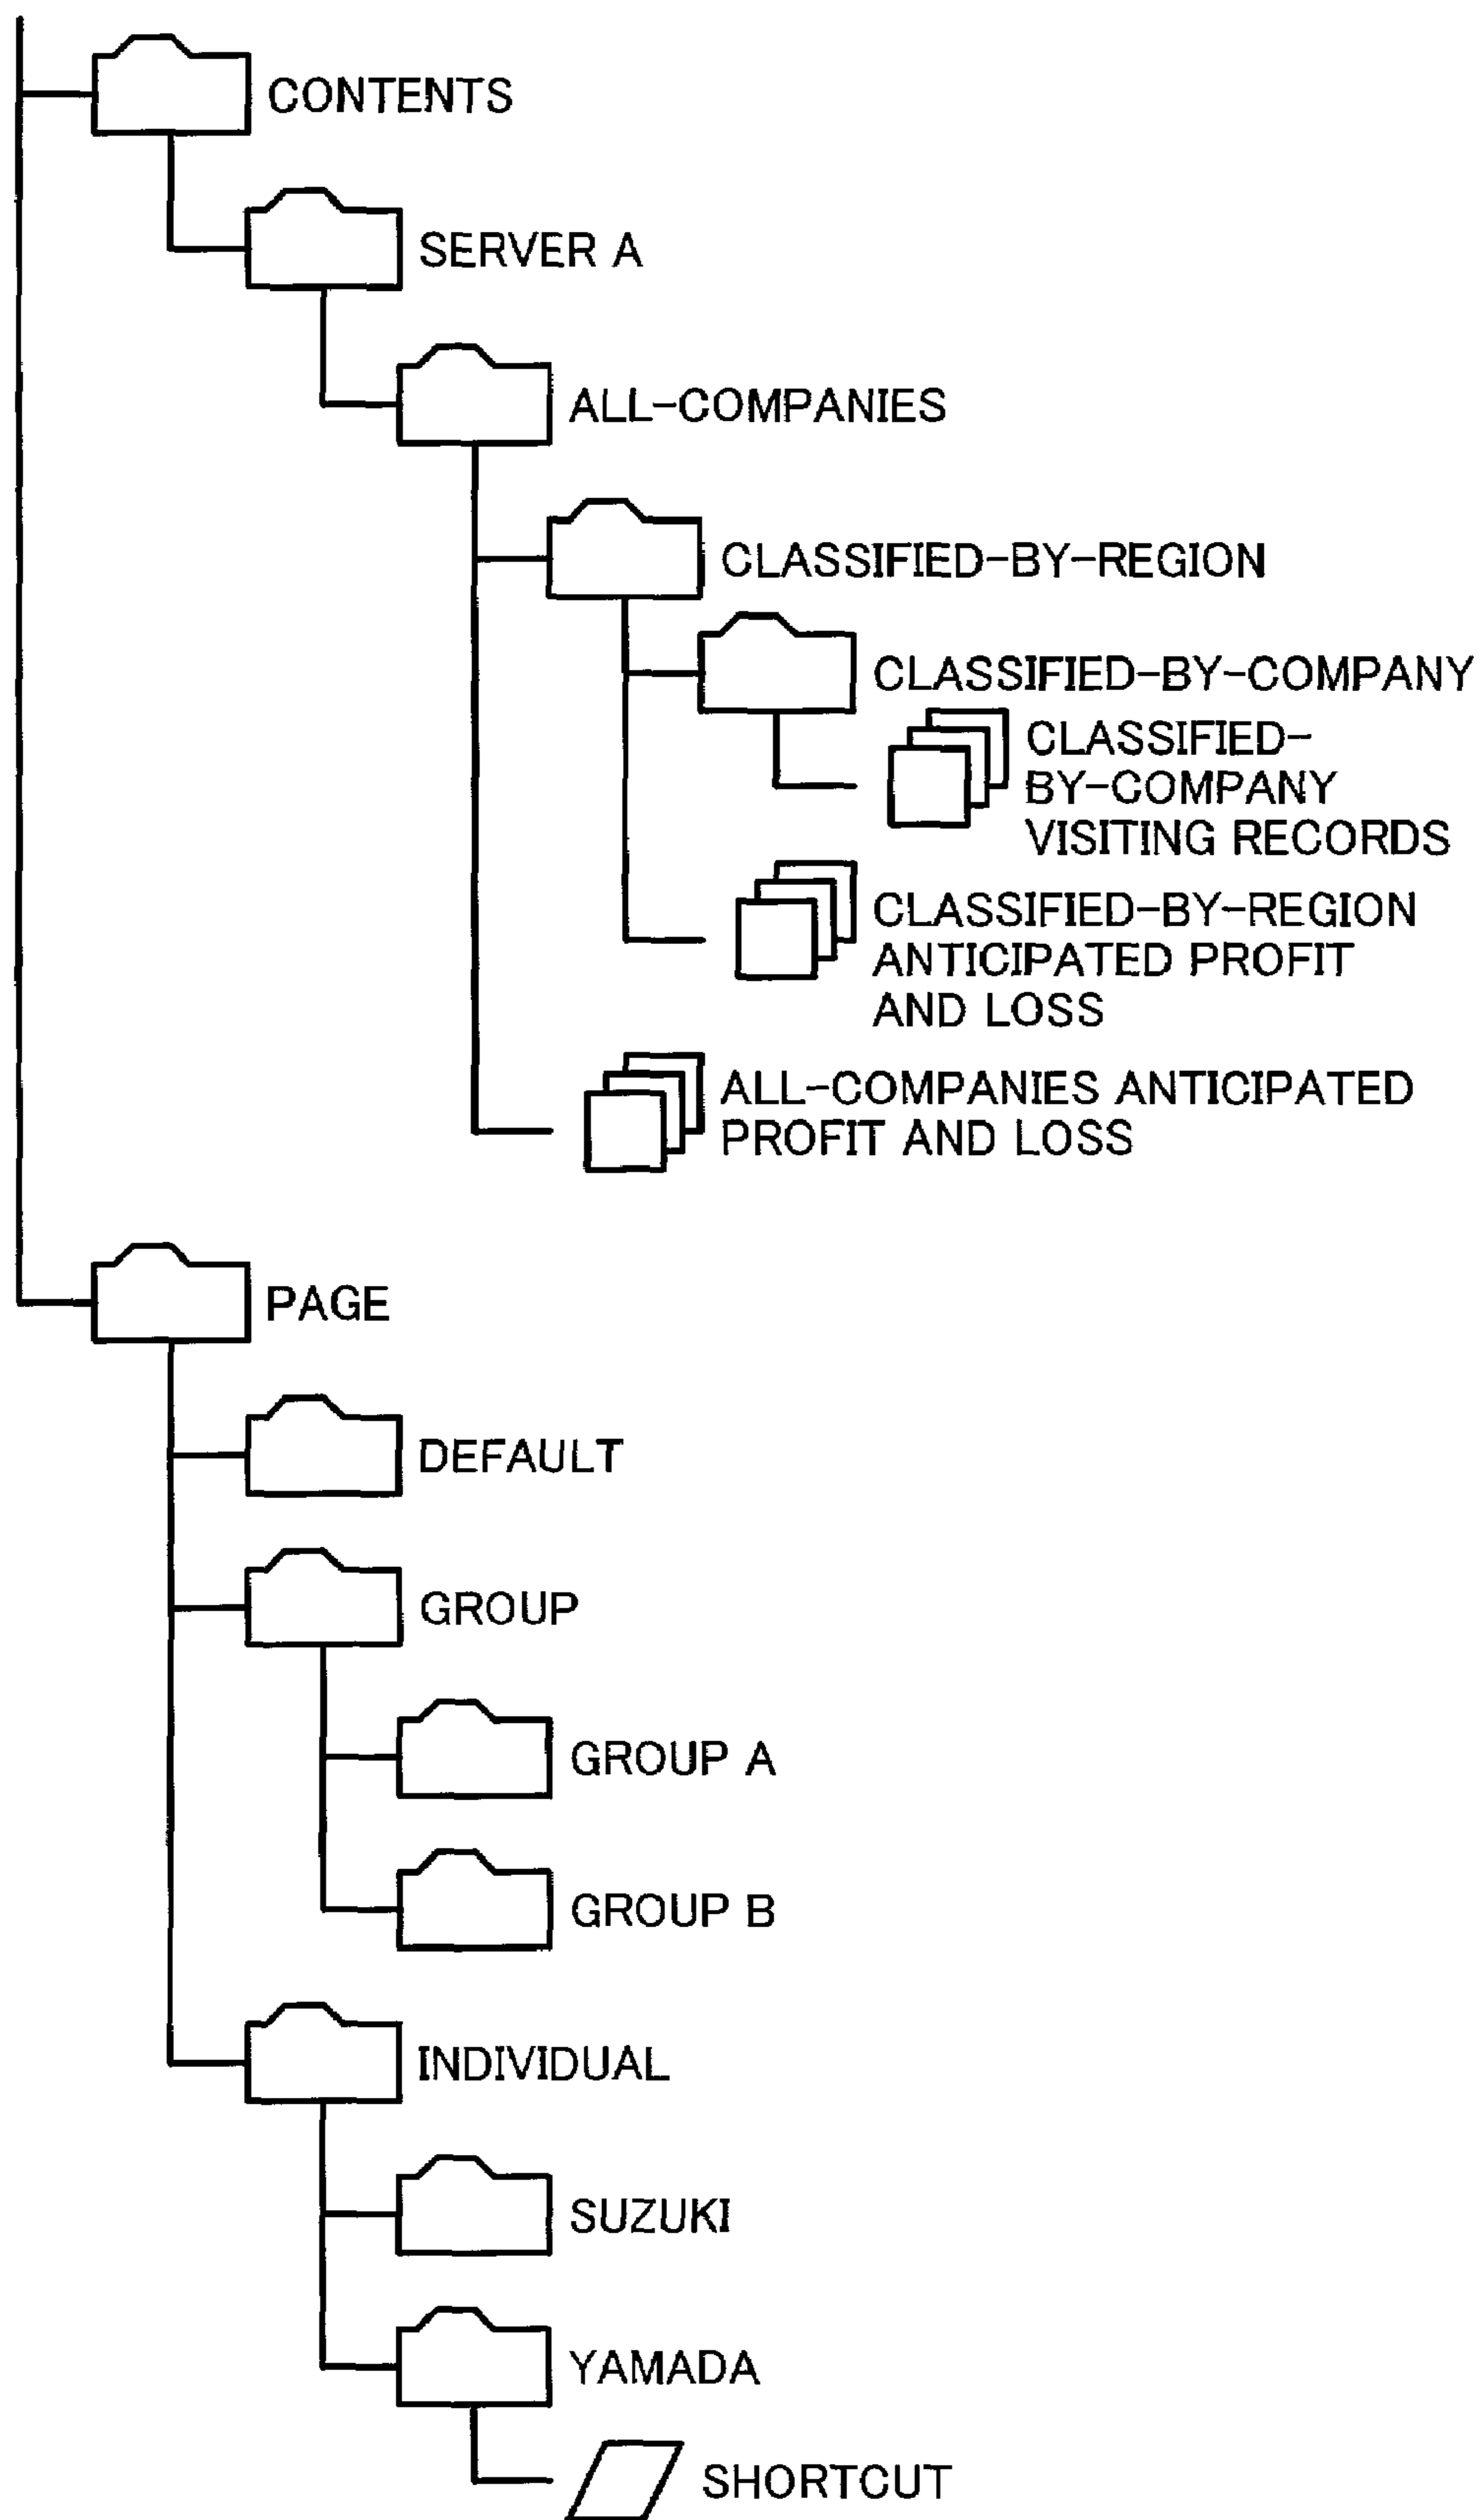 CONTENTS
SERVER A
ALL-COMPANIES
CLASSIFIED-BY-REGION
CLASSIFIED-BY-COMPANY
CLASSIFIED-
BY-COMPANY
VISITING RECORDS
CLASSIFIED-BY-REGION
ANTICIPATED PROFIT
AND LOSS
ALL-COMPANIES ANTICIPATED
PROFIT AND LOSS
PAGE
DEFAULT
GROUP
GROUP A
GROUP B
INDIVIDUAL
SUZUKI
YAMADA
SHORTCUT